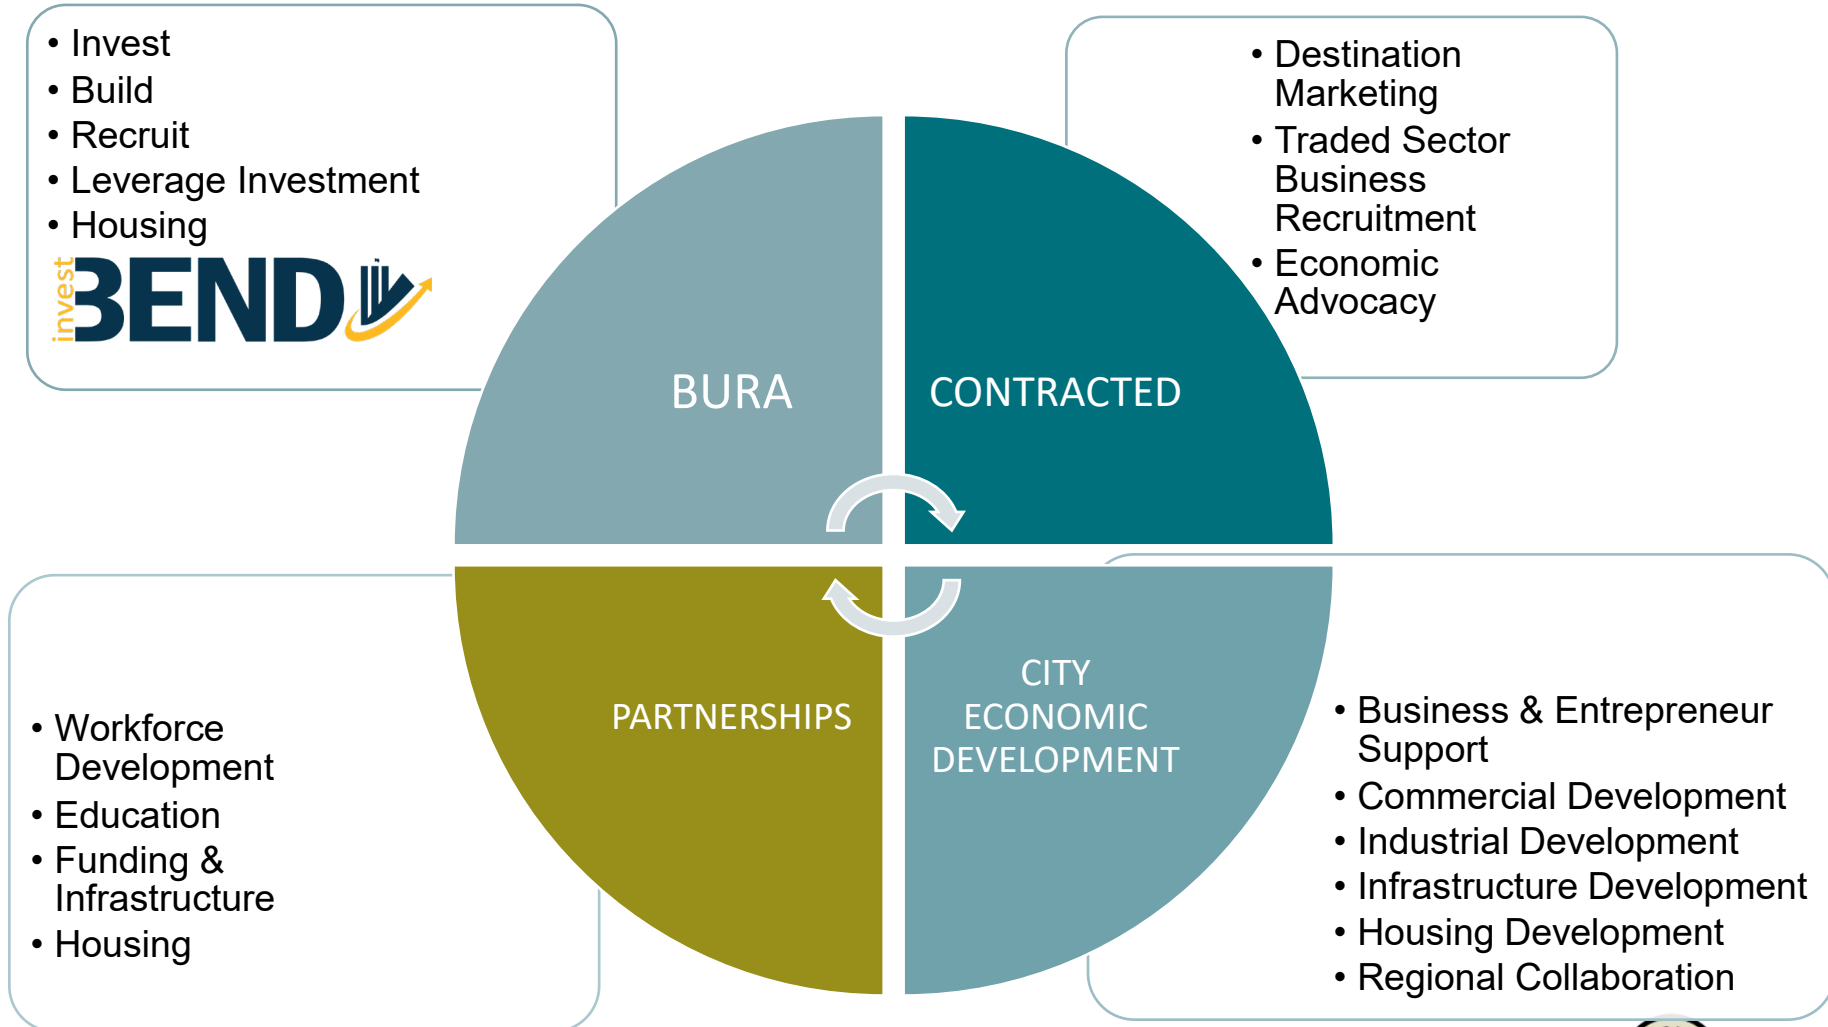 • Invest
• Build
• Recruit
• Leverage Investment
• Housing
invest
BEND
• Destination
Marketing
• Traded Sector
Business
Recruitment
• Economic
Advocacy
BURA
CONTRACTED
PARTNERSHIPS
CITY
ECONOMIC
DEVELOPMENT
• Workforce
Development
• Education
• Funding &
Infrastructure
• Housing
• Business & Entrepreneur
Support
• Commercial Development
• Industrial Development
• Infrastructure Development
• Housing Development
• Regional Collaboration